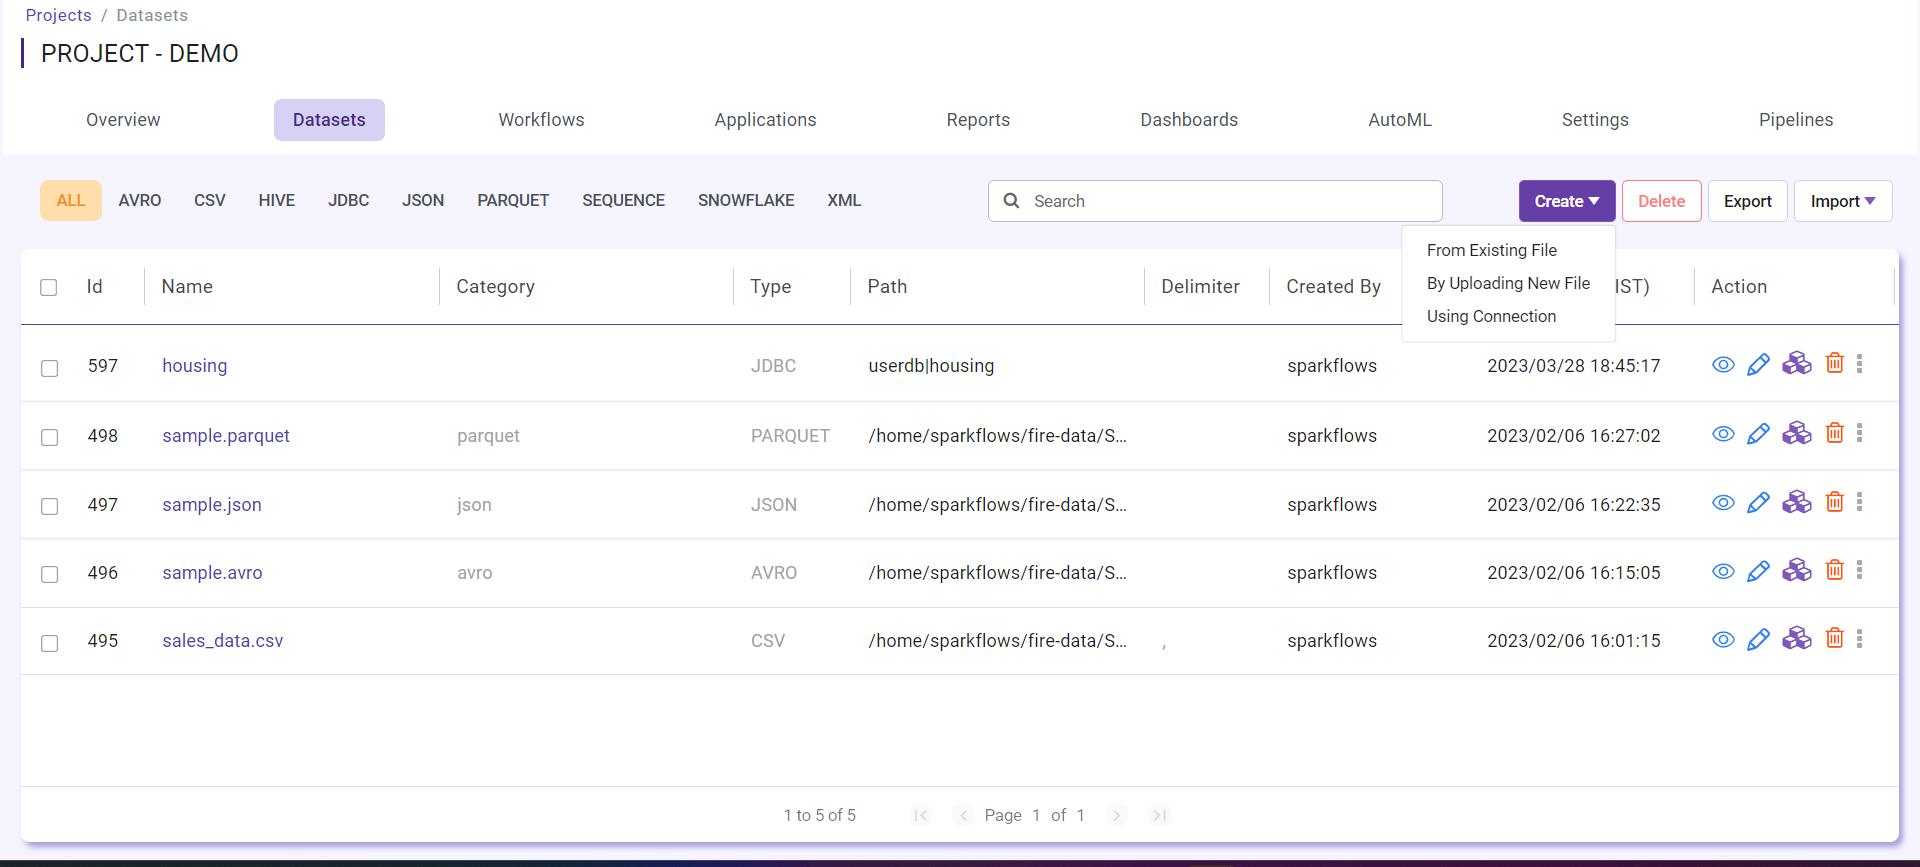 Projects / Datasets
PROJECT - DEMO
Overview Datasets Workflows Applications Reports Dashboards AutoML Settings Pipelines
ALL AVRO CSV HIVE JDBC JSON PARQUET SEQUENCE SNOWFLAKE XML Search Create Delete Export Import
From Existing File
By Uploading New File
Using Connection
Id Name Category Type Path Delimiter Created By IST) Action
597 housing JDBC userdb|housing sparkflows 2023/03/28 18:45:17
498 sample.parquet parquet PARQUET /home/sparkflows/fire-data/S... sparkflows 2023/02/06 16:27:02
497 sample.json json JSON /home/sparkflows/fire-data/S... sparkflows 2023/02/06 16:22:35
496 sample.avro avro AVRO /home/sparkflows/fire-data/S... sparkflows 2023/02/06 16:15:05
495 sales_data.csv CSV /home/sparkflows/fire-data/S... , sparkflows 2023/02/06 16:01:15
1 to 5 of 5 Page 1 of 1